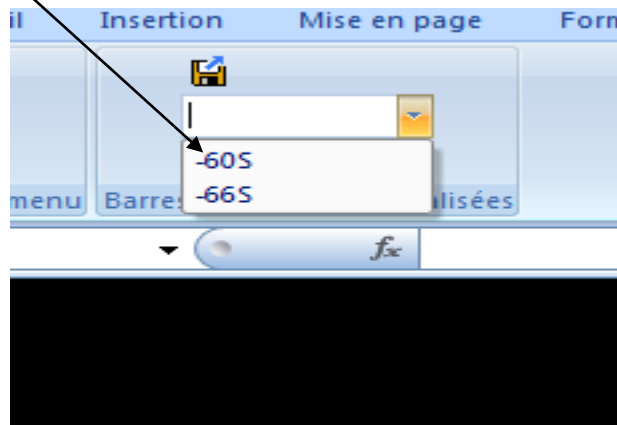 il Insertion Mise en page Form
-60S
-66S
menu Barres lisées
fx